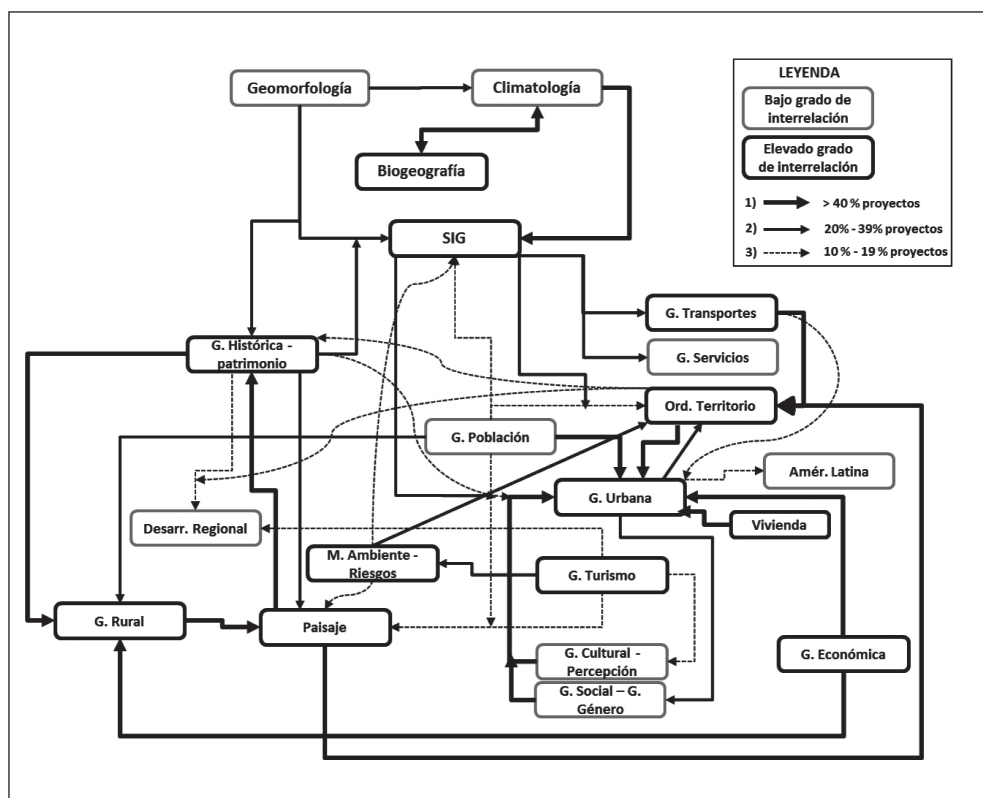 LEYENDA
Bajo grado de
interrelación
Elevado grado
de interrelación
1) > 40 % proyectos
2) 20% - 39% proyectos
3) 10 % - 19 % proyectos
Geomorfología
Climatología
Biogeografía
SIG
G. Transportes
G. Histórica -
patrimonio
G. Servicios
Ord. Territorio
G. Población
Amér. Latina
G. Urbana
Desarr. Regional
Vivienda
M. Ambiente -
Riesgos
G. Turismo
G. Rural
Paisaje
G. Cultural -
Percepción
G. Económica
G. Social – G.
Género